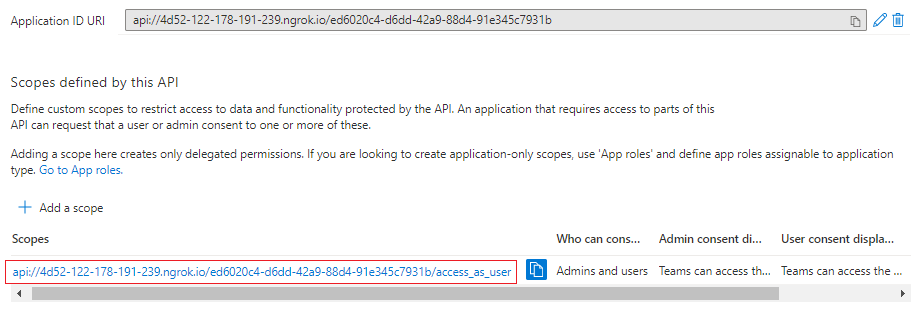 Application ID URI
api://4d52-122-178-191-239.ngrok.io/ed6020c4-d6dd-42a9-88d4-91e345c7931b
Scopes defined by this API
Define custom scopes to restrict access to data and functionality protected by the API. An application that requires access to parts of this
API can request that a user or admin consent to one or more of these.
Adding a scope here creates only delegated permissions. If you are looking to create application-only scopes, use 'App roles' and define app roles assignable to application
type. Go to App roles.
Add a scope
Scopes Who can cons... Admin consent di... User consent displa...
api://4d52-122-178-191-239.ngrok.io/ed6020c4-d6dd-42a9-88d4-91e345c7931b/access_as_user Admins and users Teams can access th... Teams can access the ...